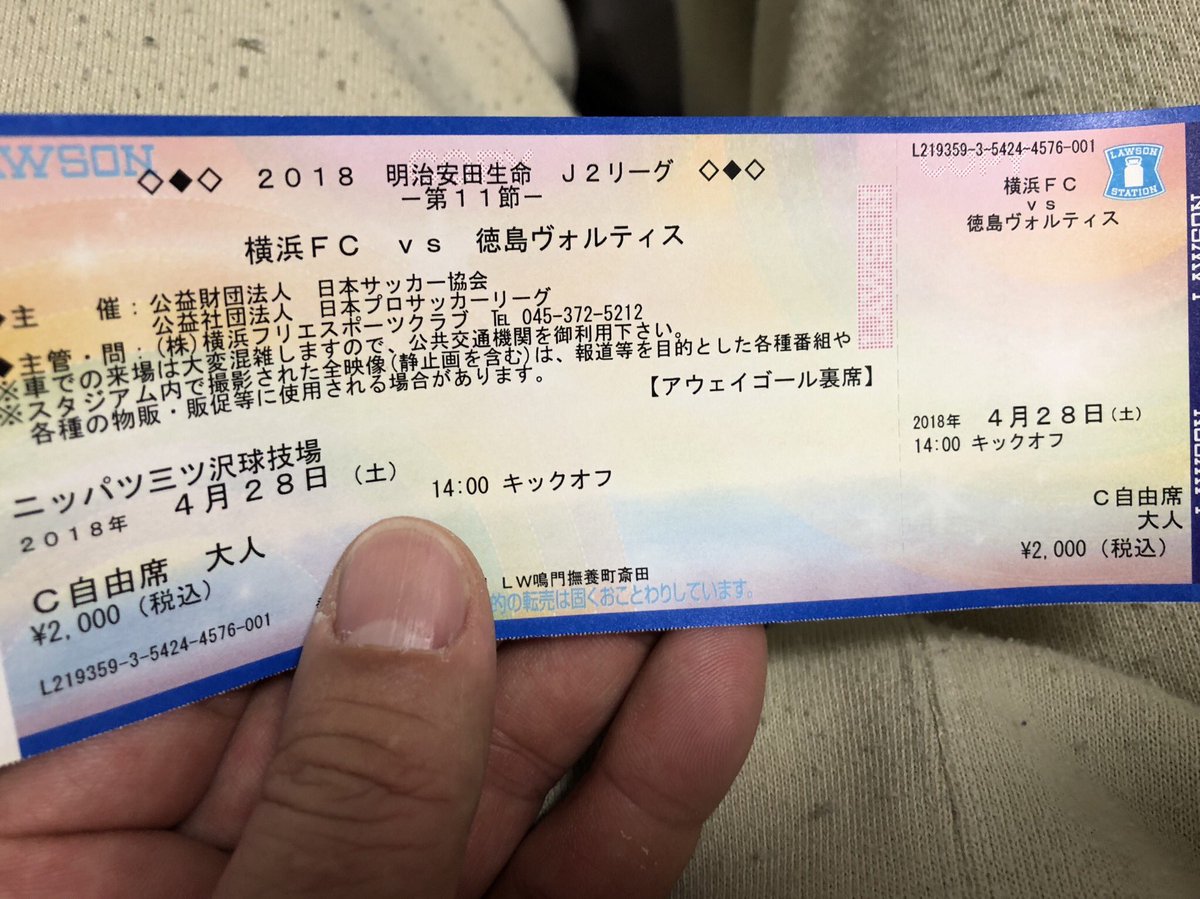 LAWSON
◇◆◇ 2018 明治安田生命 J2リーグ ◇◆◇
－第11節－
横浜FC vs 徳島ヴォルティス
◆主 催：公益財団法人 日本サッカー協会
公益社団法人 日本プロサッカーリーグ
◆主管・問：(株)横浜フリエスポーツクラブ ℡ 045-372-5212
※車での来場は大変混雑しますので、公共交通機関を御利用下さい。
※スタジアム内で撮影された全映像(静止画を含む)は、報道等を目的とした各種番組や
各種の物販・販促等に使用される場合があります。
【アウェイゴール裏席】
ニッパツ三ツ沢球技場
2018年 4月28日（土） 14:00 キックオフ
C自由席 大人
¥2,000（税込）
LW鳴門撫養町斎田
的の転売は固くおことわりしています。
L219359-3-5424-4576-001
L219359-3-5424-4576-001
LAWSON
STATION
横浜FC
vs
徳島ヴォルティス
2018年 4月28日（土）
14:00 キックオフ
C自由席
大人
¥2,000（税込）
LAWSON